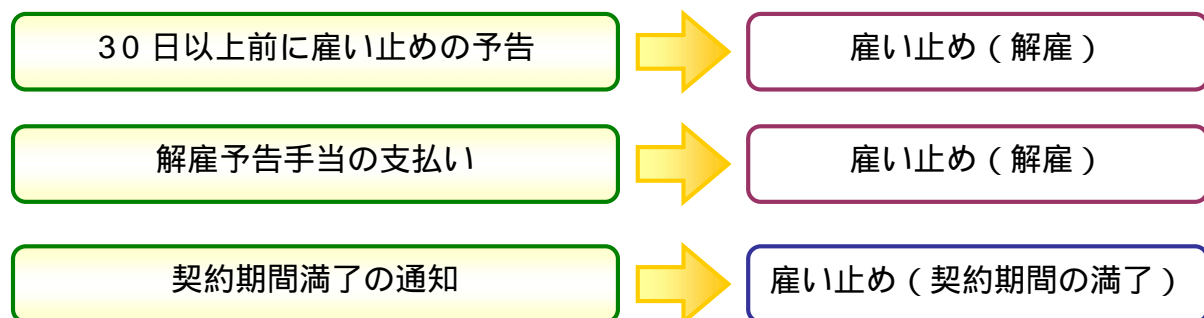 30日以上前に雇い止めの予告
雇い止め(解雇)
解雇予告手当の支払い
雇い止め(解雇)
契約期間満了の通知
雇い止め(契約期間の満了)